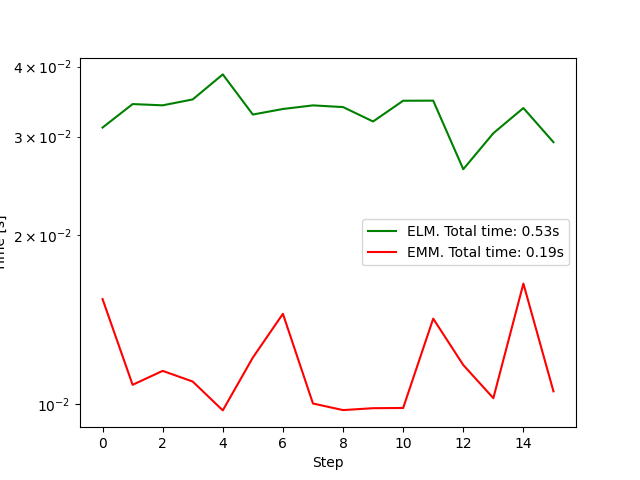 4 × 10⁻²
3 × 10⁻²
2 × 10⁻²
10⁻²
ELM. Total time: 0.53s
EMM. Total time: 0.19s
0 2 4 6 8 10 12 14
Step